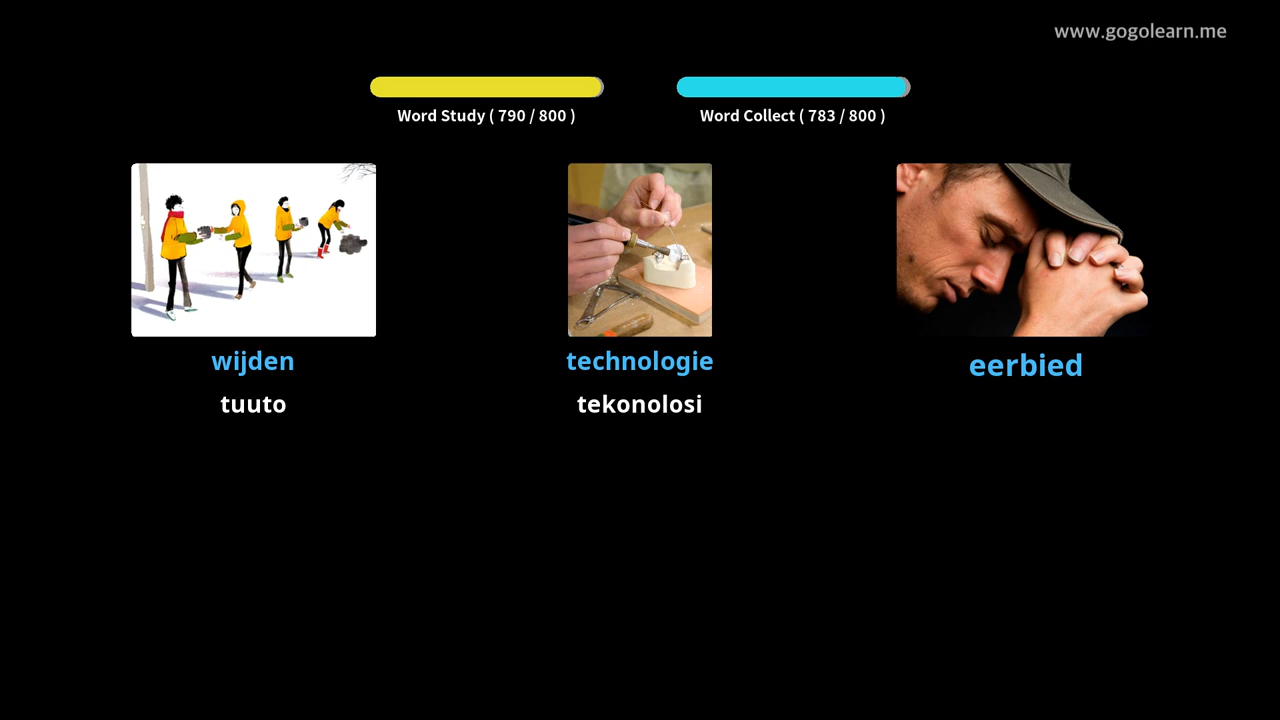 www.gogolearn.me
Word Study ( 790 / 800 )
Word Collect ( 783 / 800 )
wijden
technologie
eerbied
tuuto
tekonolosi